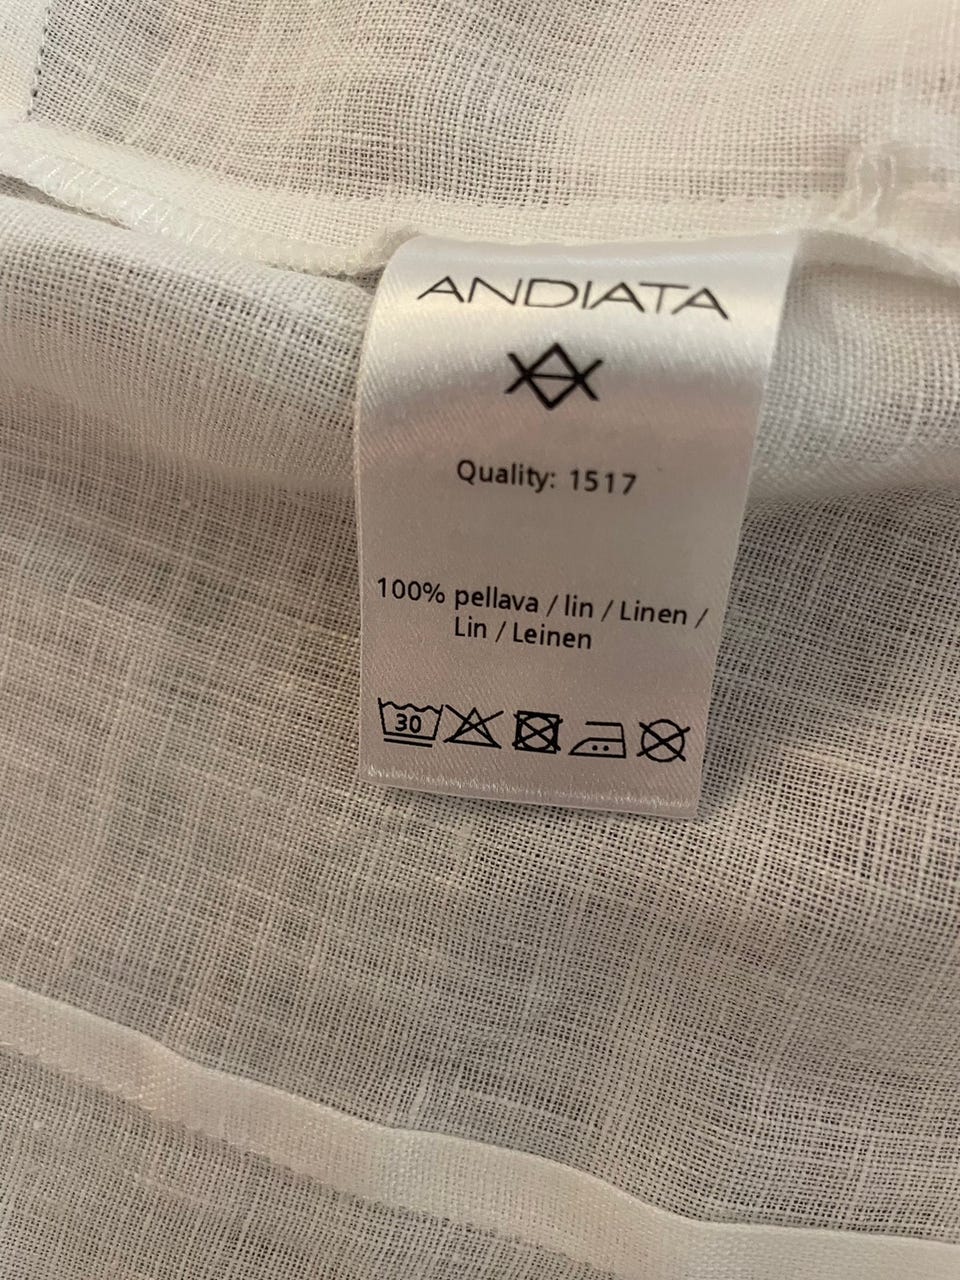 ANDIATA
Quality: 1517
100% pellava / lin / Linen /
Lin / Leinen
30